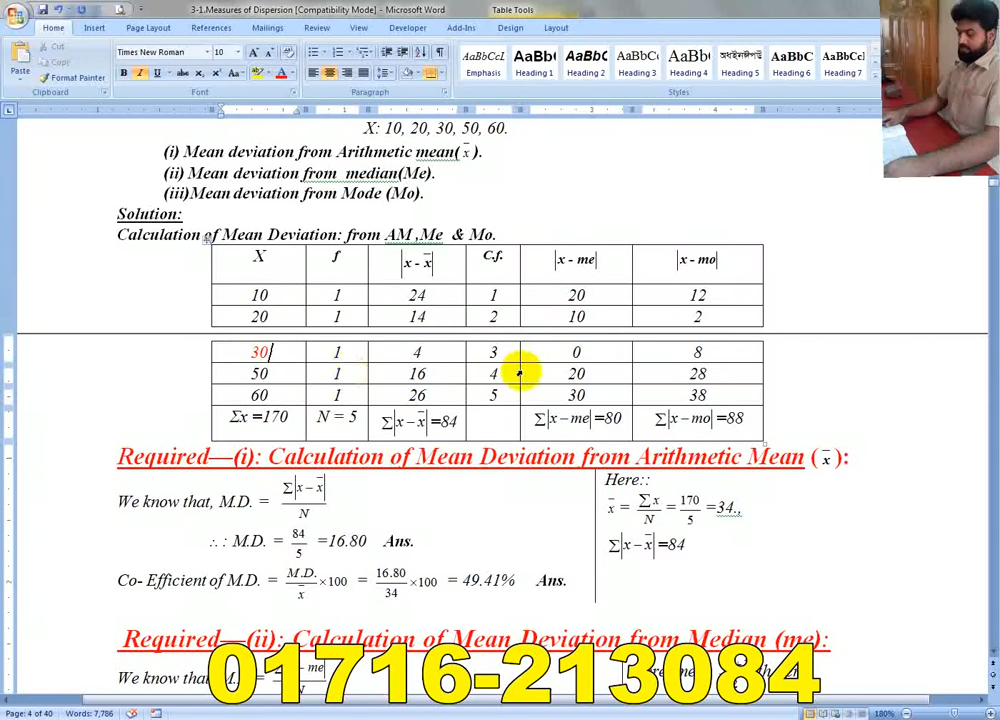 3-1.Measures of Dispersion [Compatibility Mode] - Microsoft Word
Table Tools
Home Insert Page Layout References Mailings Review View Developer Add-Ins Design Layout
Cut
Copy
Format Painter
Paste
Clipboard
Times New Roman 10
Font
Paragraph
AaBbCcL AaBb( AaBbC AaBbCc AaBbC AaBbCc AaBbC AaBbCc
Emphasis Heading 1 Heading 2 Heading 3 Heading 4 Heading 5 Heading 6 Heading 7
Styles
X: 10, 20, 30, 50, 60.
(i) Mean deviation from Arithmetic mean( x̄ ).
(ii) Mean deviation from median(Me).
(iii)Mean deviation from Mode (Mo).
Solution:
Calculation of Mean Deviation: from AM ,Me & Mo.
X f |x - x̄| C.f. |x - me| |x - mo|
10 1 24 1 20 12
20 1 14 2 10 2
30 1 4 3 0 8
50 1 16 4 20 28
60 1 26 5 30 38
Σx =170 N = 5 ∑|x − x̄| =84 ∑|x − me| =80 ∑|x − mo| =88
Required—(i): Calculation of Mean Deviation from Arithmetic Mean ( x̄ ):
We know that, M.D. = ∑|x − x̄| / N
∴ : M.D. = 84/5 =16.80 Ans.
Co- Efficient of M.D. = M.D./x̄ ×100 = 16.80/34 ×100 = 49.41% Ans.
Here::
x̄ = ∑x/N = 170/5 =34.,
∑|x − x̄| =84
Required—(ii): Calculation of Mean Deviation from Median (me):
We know that, M.D. =
01716-213084
Page: 4 of 40 Words: 7,786 180%